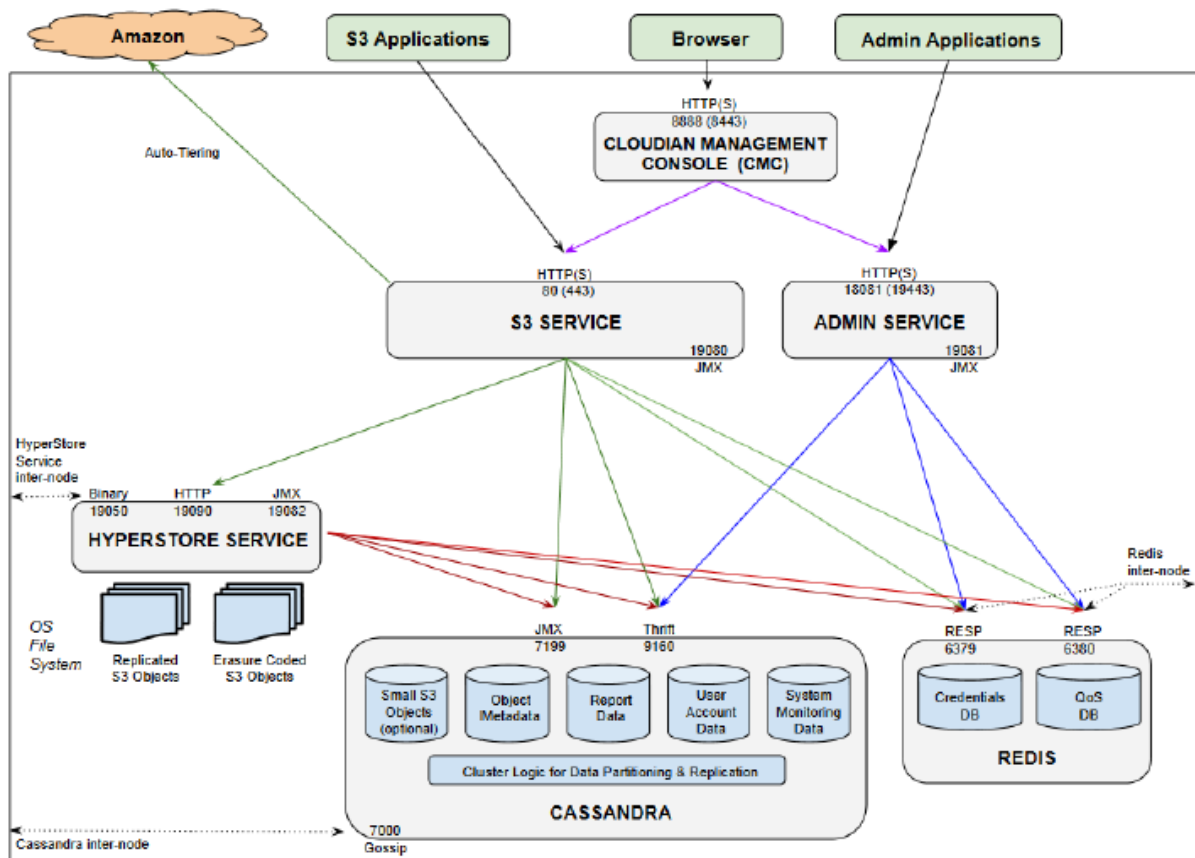 Amazon
S3 Applications
Browser
Admin Applications
HTTP(S)
8888 (8443)
CLOUDIAN MANAGEMENT
CONSOLE (CMC)
Auto-Tiering
HTTP(S)
80 (443)
S3 SERVICE
19080
JMX
HTTP(S)
18081 (19443)
ADMIN SERVICE
19081
JMX
HyperStore
Service
inter-node
Binary
19050
HTTP
19090
JMX
19082
HYPERSTORE SERVICE
Redis
inter-node
OS
File
System
Replicated
S3 Objects
Erasure Coded
S3 Objects
JMX
7199
Thrift
9160
Small S3
Objects
(optional)
Object
Metadata
Report
Data
User
Account
Data
System
Monitoring
Data
Cluster Logic for Data Partitioning & Replication
CASSANDRA
7000
Gossip
Cassandra inter-node
RESP
6379
RESP
6380
Credentials
DB
QoS
DB
REDIS